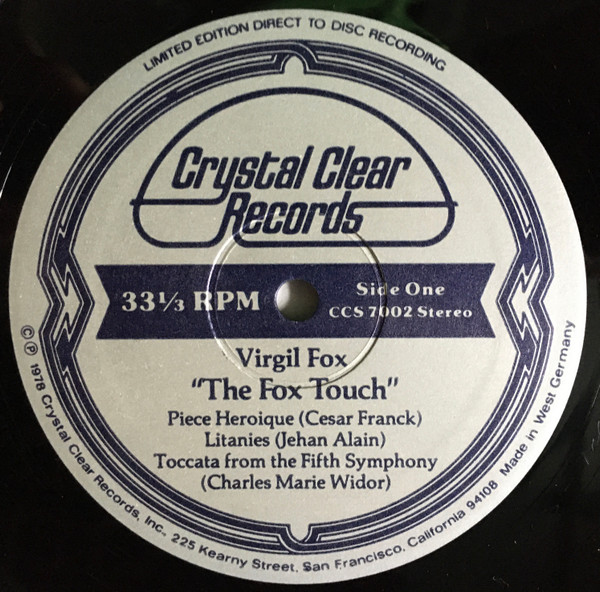 LIMITED EDITION DIRECT TO DISC RECORDING
Crystal Clear
Records
33⅓ RPM
Side One
CCS 7002 Stereo
Virgil Fox
“The Fox Touch”
Piece Heroique (Cesar Franck)
Litanies (Jehan Alain)
Toccata from the Fifth Symphony
(Charles Marie Widor)
© ℗ 1978 Crystal Clear Records, Inc., 225 Kearny Street, San Francisco, California 94108 Made in West Germany